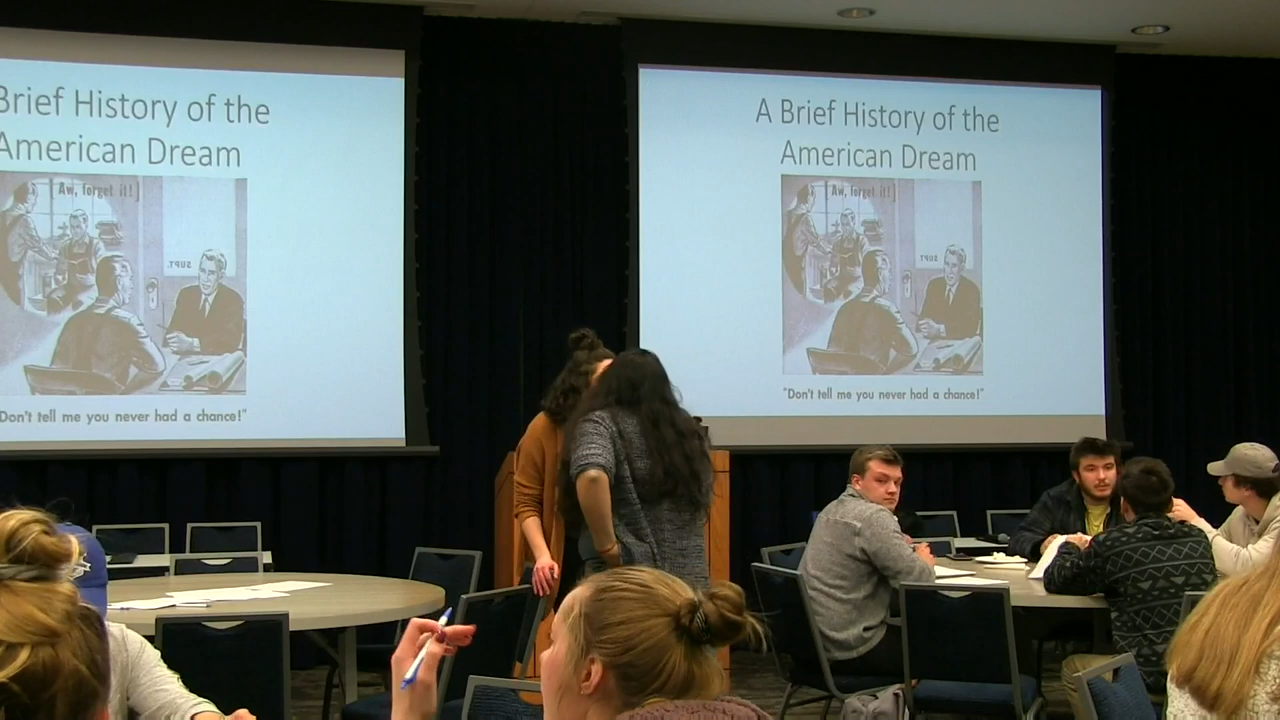 Brief History of the
American Dream
Aw, forget it!
SUPT.
Don't tell me you never had a chance!"
A Brief History of the
American Dream
Aw, forget it!
SUPT.
"Don't tell me you never had a chance!"